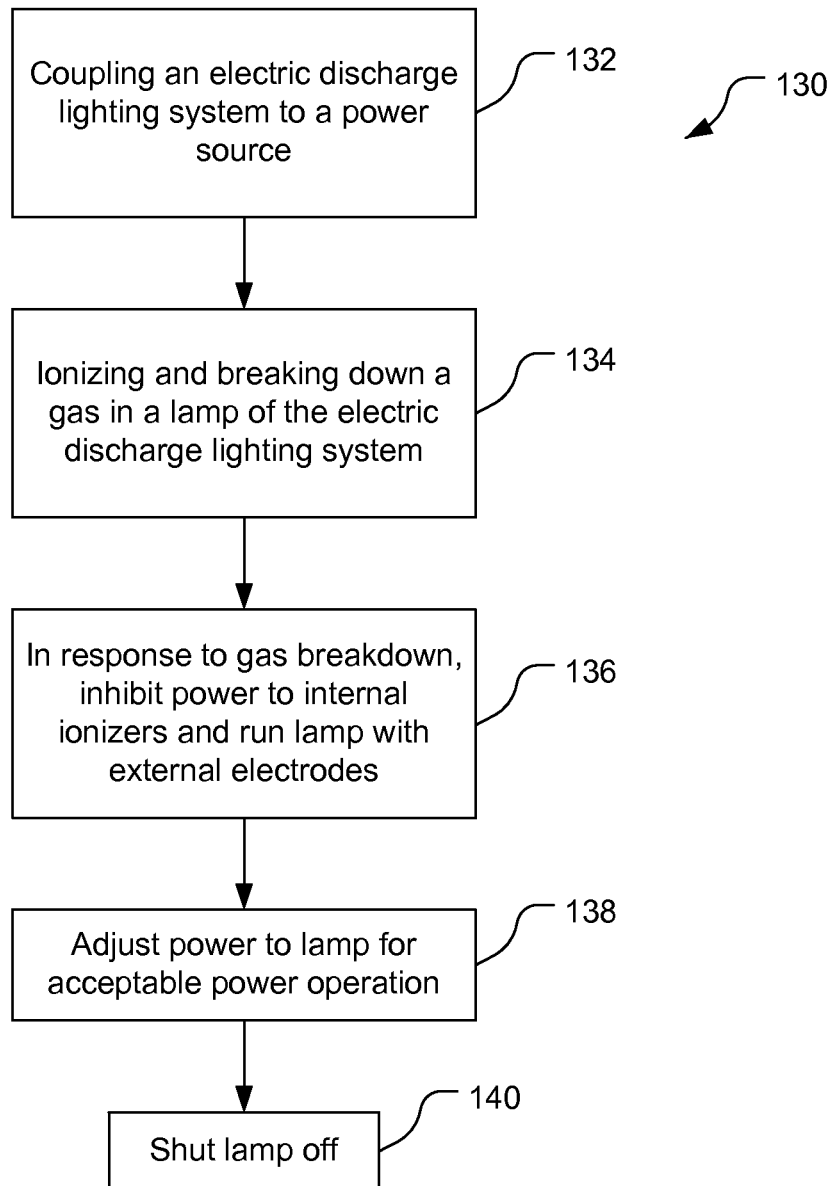 Coupling an electric discharge
lighting system to a power
source
132
130
Ionizing and breaking down a
gas in a lamp of the electric
discharge lighting system
134
In response to gas breakdown,
inhibit power to internal
ionizers and run lamp with
external electrodes
136
Adjust power to lamp for
acceptable power operation
138
Shut lamp off
140